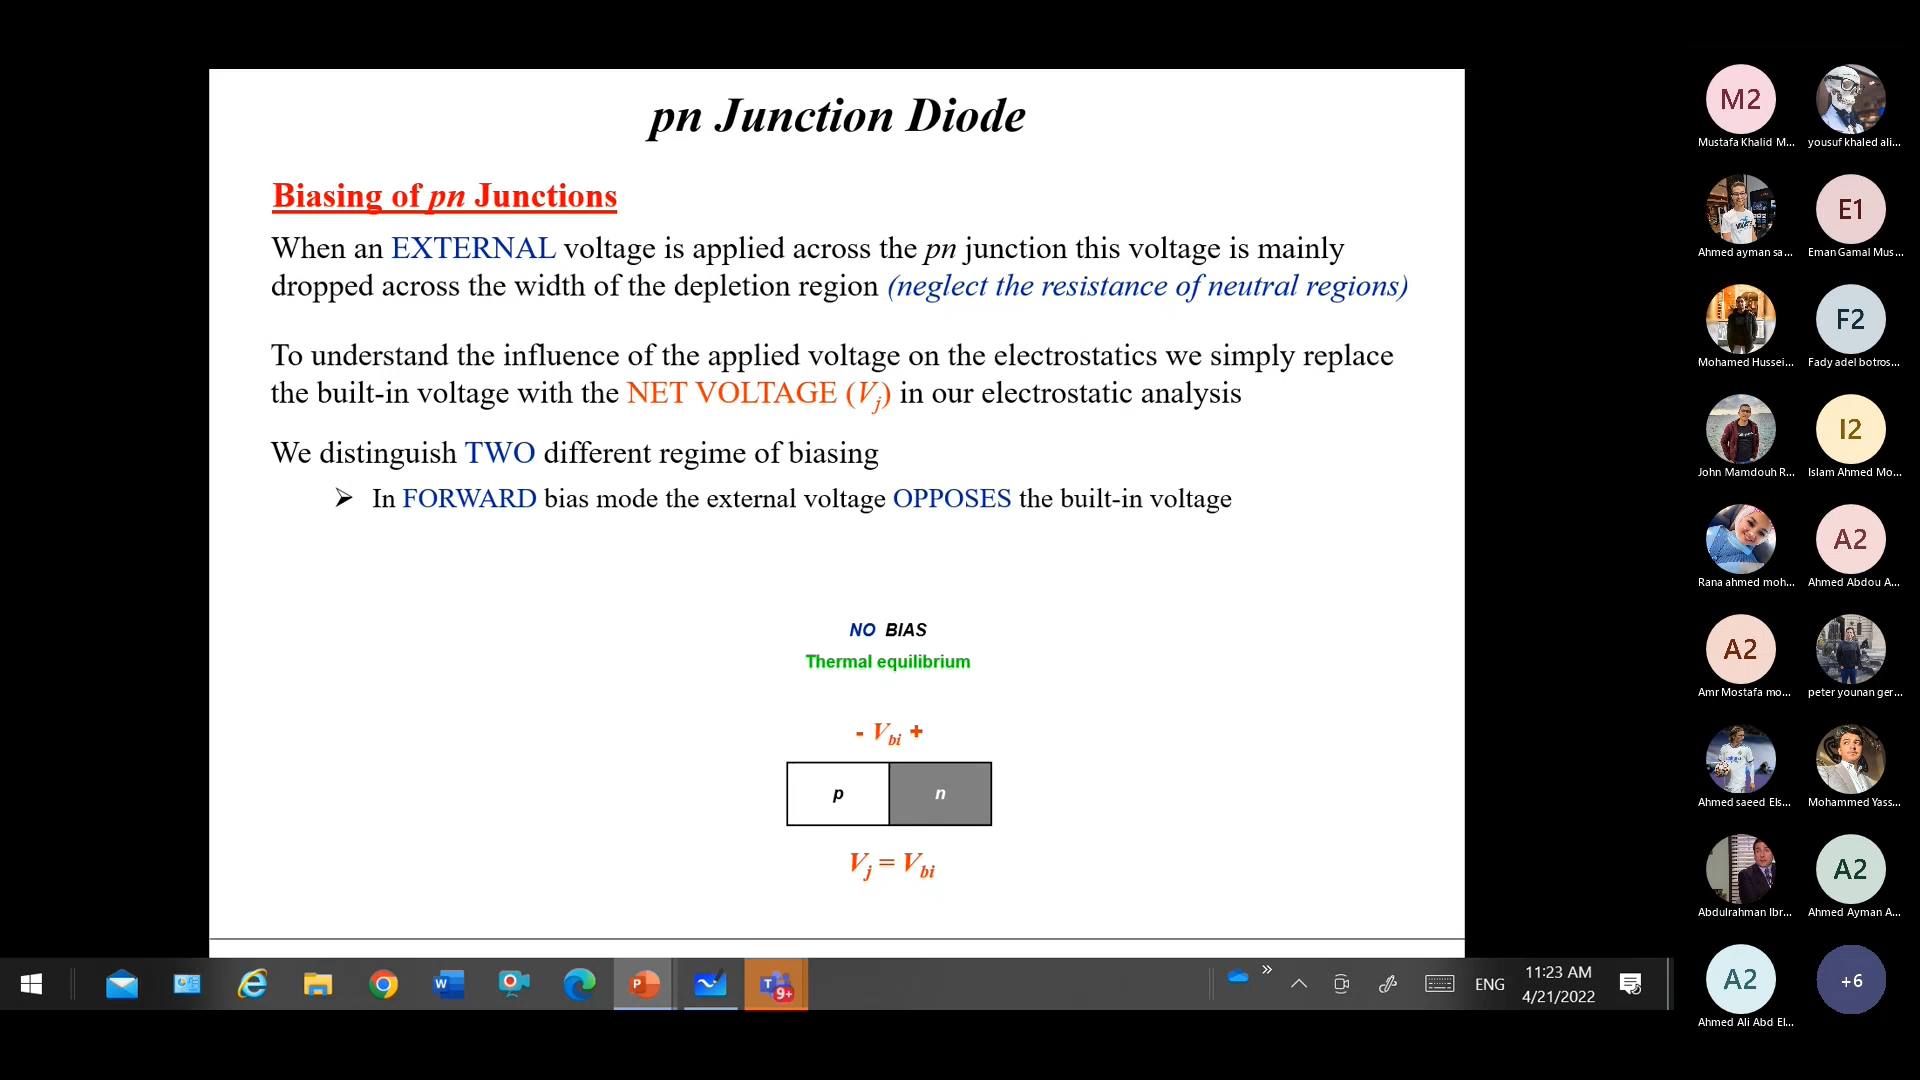 pn Junction Diode
Biasing of pn Junctions
When an EXTERNAL voltage is applied across the pn junction this voltage is mainly
dropped across the width of the depletion region (neglect the resistance of neutral regions)
To understand the influence of the applied voltage on the electrostatics we simply replace
the built-in voltage with the NET VOLTAGE (Vj) in our electrostatic analysis
We distinguish TWO different regime of biasing
➢ In FORWARD bias mode the external voltage OPPOSES the built-in voltage
NO BIAS
Thermal equilibrium
- Vbi +
p n
Vj = Vbi
M2
Mustafa Khalid M... yousuf khaled ali...
E1
Ahmed ayman sa... Eman Gamal Mus...
F2
Mohamed Hussei... Fady adel botros...
I2
John Mamdouh R... Islam Ahmed Mo...
A2
Rana ahmed moh... Ahmed Abdou A...
A2
Amr Mostafa mo... peter younan ger...
Ahmed saeed Els... Mohammed Yass...
A2
Abdulrahman Ibr... Ahmed Ayman A...
A2 +6
Ahmed Ali Abd El...
9+
ENG
11:23 AM
4/21/2022